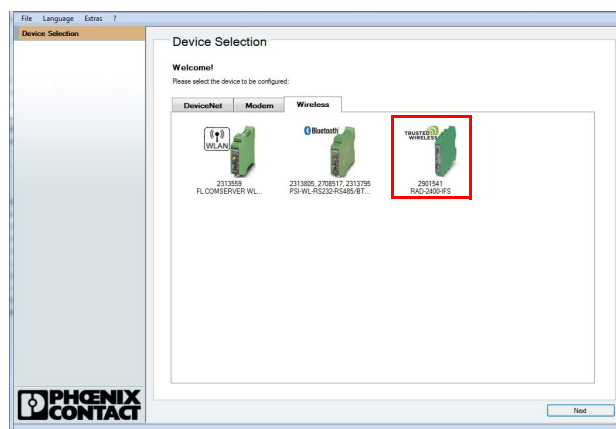 File Language Extras ?
Device Selection
Device Selection
Welcome!
Please select the device to be configured:
DeviceNet Modem Wireless
WLAN
Bluetooth
TRUSTED WIRELESS
2313559
FL COMSERVER WL...
2313805, 2708517, 2313795
PSI-WL-RS232-RS485/BT...
2901541
RAD-2400-IFS
PHŒNIX
CONTACT
Next